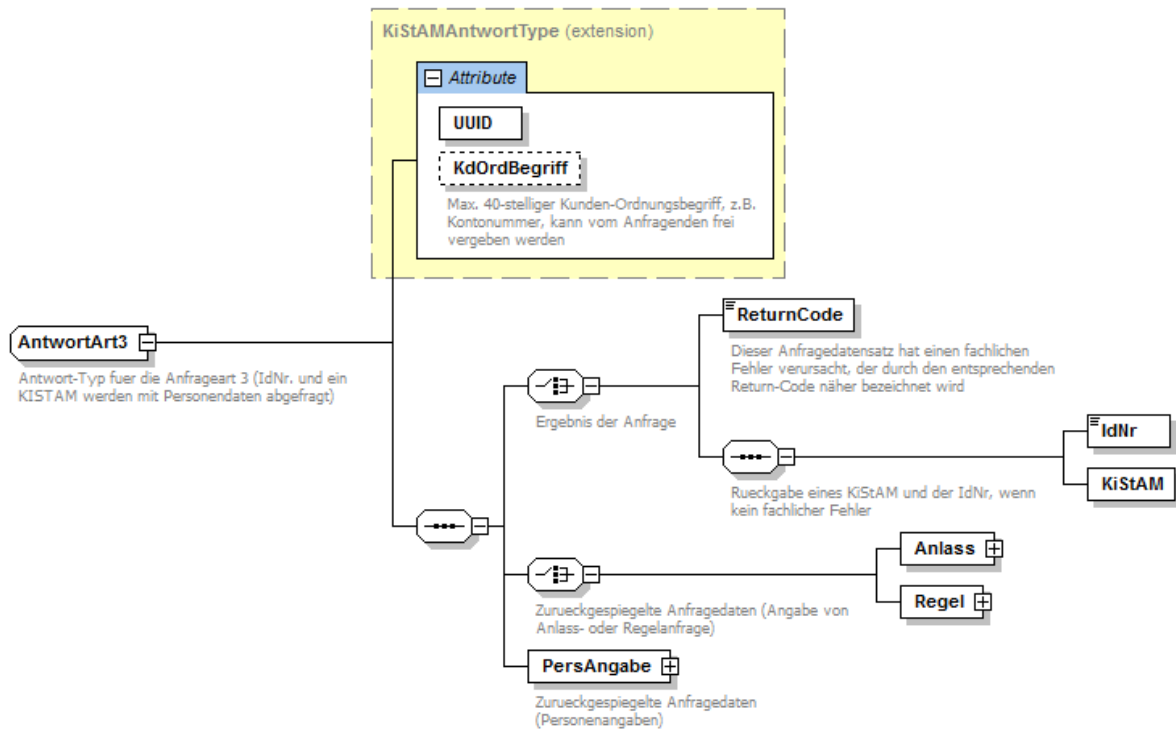 KiStAMAntwortType (extension)
Attribute
UUID
KdOrdBegriff
Max. 40-stelliger Kunden-Ordnungsbegriff, z.B.
Kontonummer, kann vom Anfragenden frei
vergeben werden
AntwortArt3
Antwort-Typ fuer die Anfrageart 3 (IdNr. und ein
KISTAM werden mit Personendaten abgefragt)
ReturnCode
Dieser Anfragedatensatz hat einen fachlichen
Fehler verursacht, der durch den entsprechenden
Return-Code näher bezeichnet wird
Ergebnis der Anfrage
IdNr
KiStAM
Rueckgabe eines KiStAM und der IdNr, wenn
kein fachlicher Fehler
Anlass
Regel
Zurueckgespiegelte Anfragedaten (Angabe von
Anlass- oder Regelanfrage)
PersAngabe
Zurueckgespiegelte Anfragedaten
(Personenangaben)